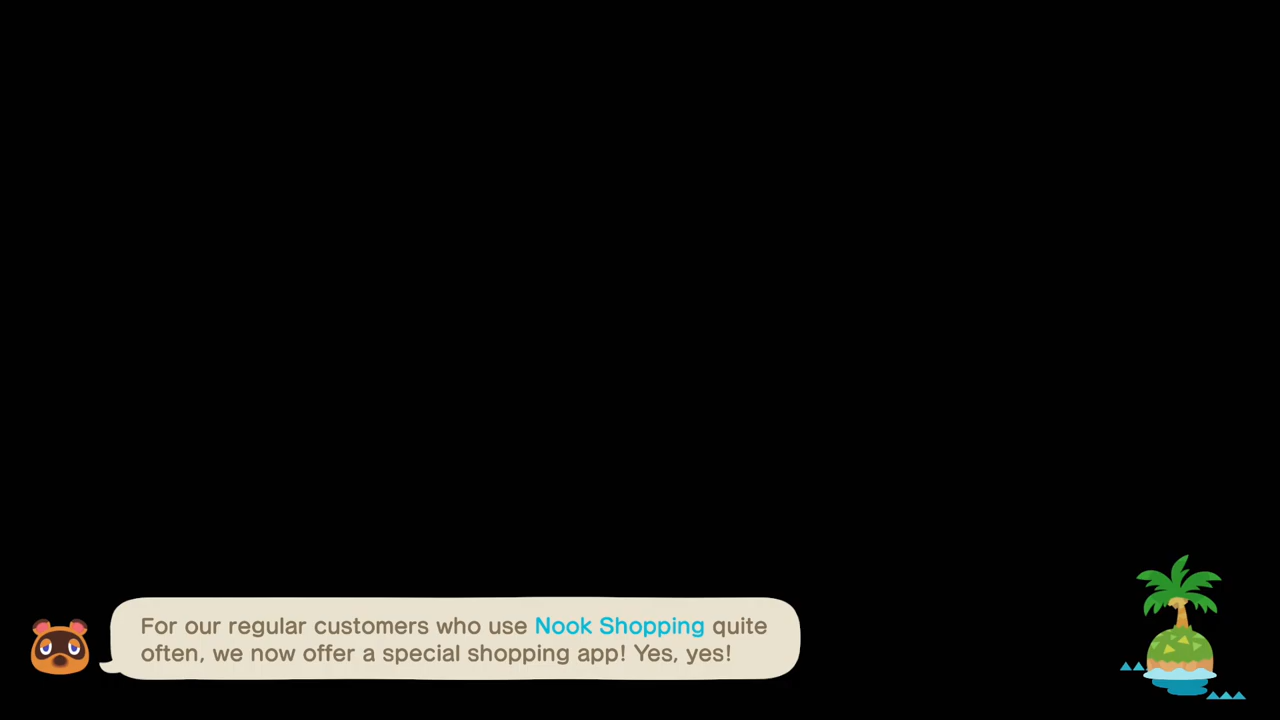 For our regular customers who use Nook Shopping quite
often, we now offer a special shopping app! Yes, yes!